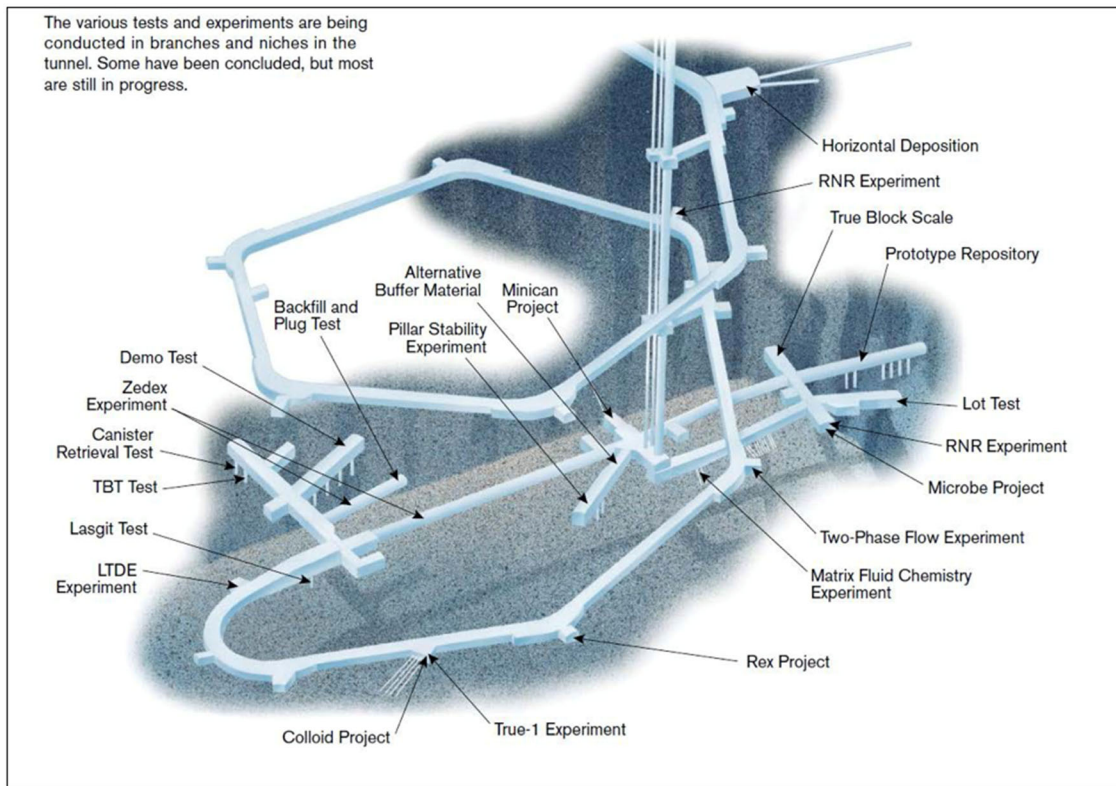 The various tests and experiments are being
conducted in branches and niches in the
tunnel. Some have been concluded, but most
are still in progress.
Horizontal Deposition
RNR Experiment
True Block Scale
Prototype Repository
Alternative
Buffer Material
Minican
Project
Backfill and
Plug Test
Pillar Stability
Experiment
Demo Test
Zedex
Experiment
Canister
Retrieval Test
TBT Test
Lasgit Test
LTDE
Experiment
Lot Test
RNR Experiment
Microbe Project
Two-Phase Flow Experiment
Matrix Fluid Chemistry
Experiment
Rex Project
True-1 Experiment
Colloid Project